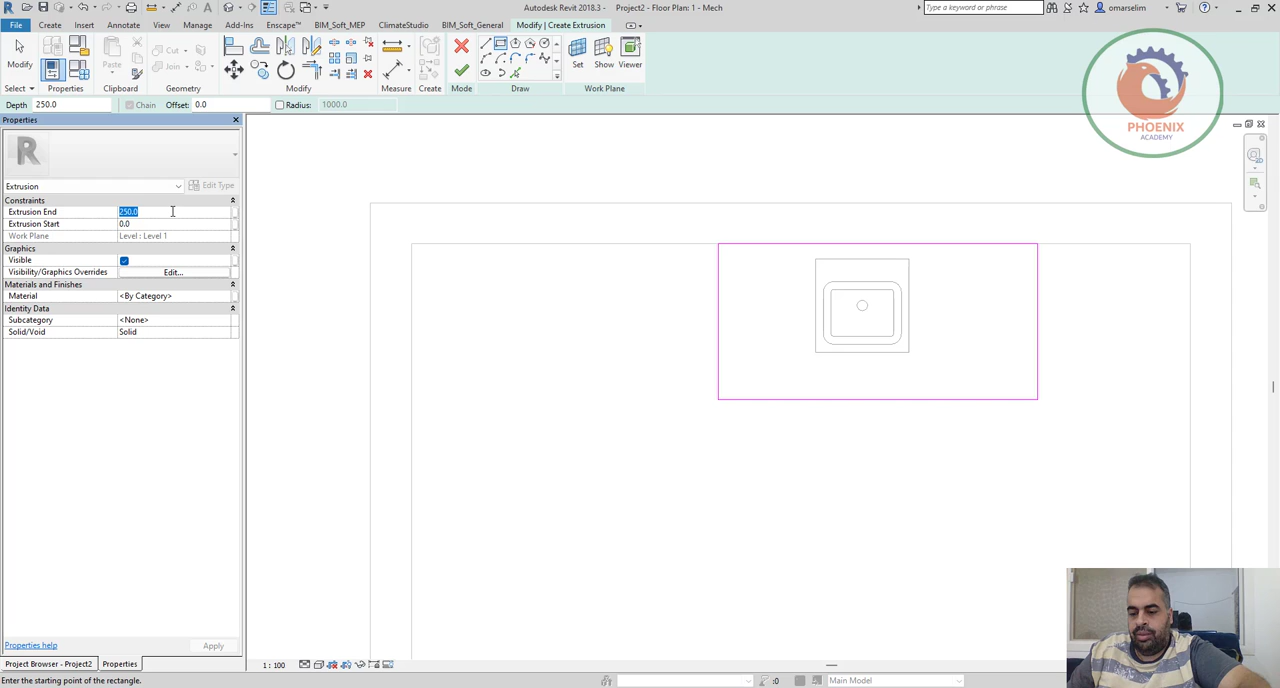 Autodesk Revit 2018.3 - Project2 - Floor Plan: 1 - Mech
Type a keyword or phrase
omarselim
File Create Insert Annotate View Manage Add-Ins Enscape™ BIM_Soft_MEP ClimateStudio BIM_Soft_General Modify | Create Extrusion
Modify
Paste
Cut
Join
Set Show Viewer
Select Properties Clipboard Geometry Modify Measure Create Mode Draw Work Plane
Depth 250.0 Chain Offset: 0.0 Radius: 1000.0
PHOENIX
ACADEMY
Properties
R
Extrusion Edit Type
Constraints
Extrusion End 250.0
Extrusion Start 0.0
Work Plane Level : Level 1
Graphics
Visible
Visibility/Graphics Overrides Edit...
Materials and Finishes
Material <By Category>
Identity Data
Subcategory <None>
Solid/Void Solid
Properties help Apply
Project Browser - Project2 Properties
1 : 100
Enter the starting point of the rectangle.
:0 Main Model